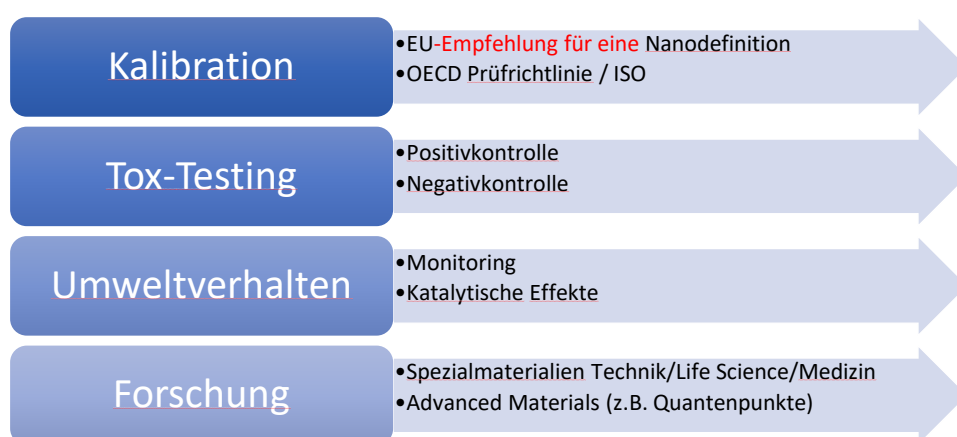 Kalibration
•EU-Empfehlung für eine Nanodefinition
•OECD Prüfrichtlinie / ISO
Tox-Testing
•Positivkontrolle
•Negativkontrolle
Umweltverhalten
•Monitoring
•Katalytische Effekte
Forschung
•Spezialmaterialien Technik/Life Science/Medizin
•Advanced Materials (z.B. Quantenpunkte)